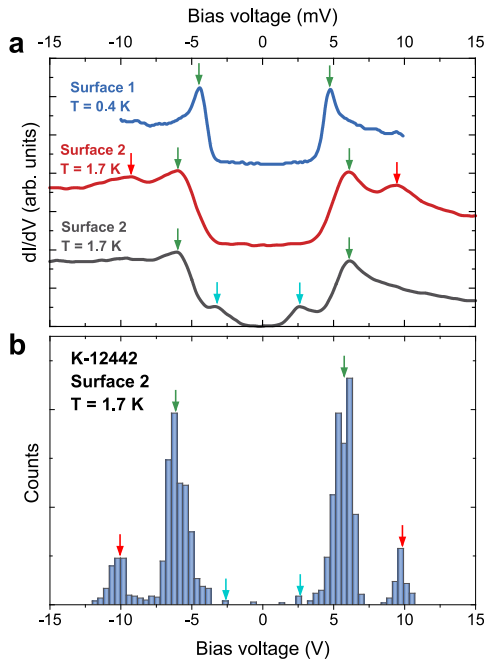 Bias voltage (mV)
-15 -10 -5 0 5 10 15
a
Surface 1
T = 0.4 K
Surface 2
T = 1.7 K
Surface 2
T = 1.7 K
dI/dV (arb. units)
b
K-12442
Surface 2
T = 1.7 K
Counts
-15 -10 -5 0 5 10 15
Bias voltage (V)